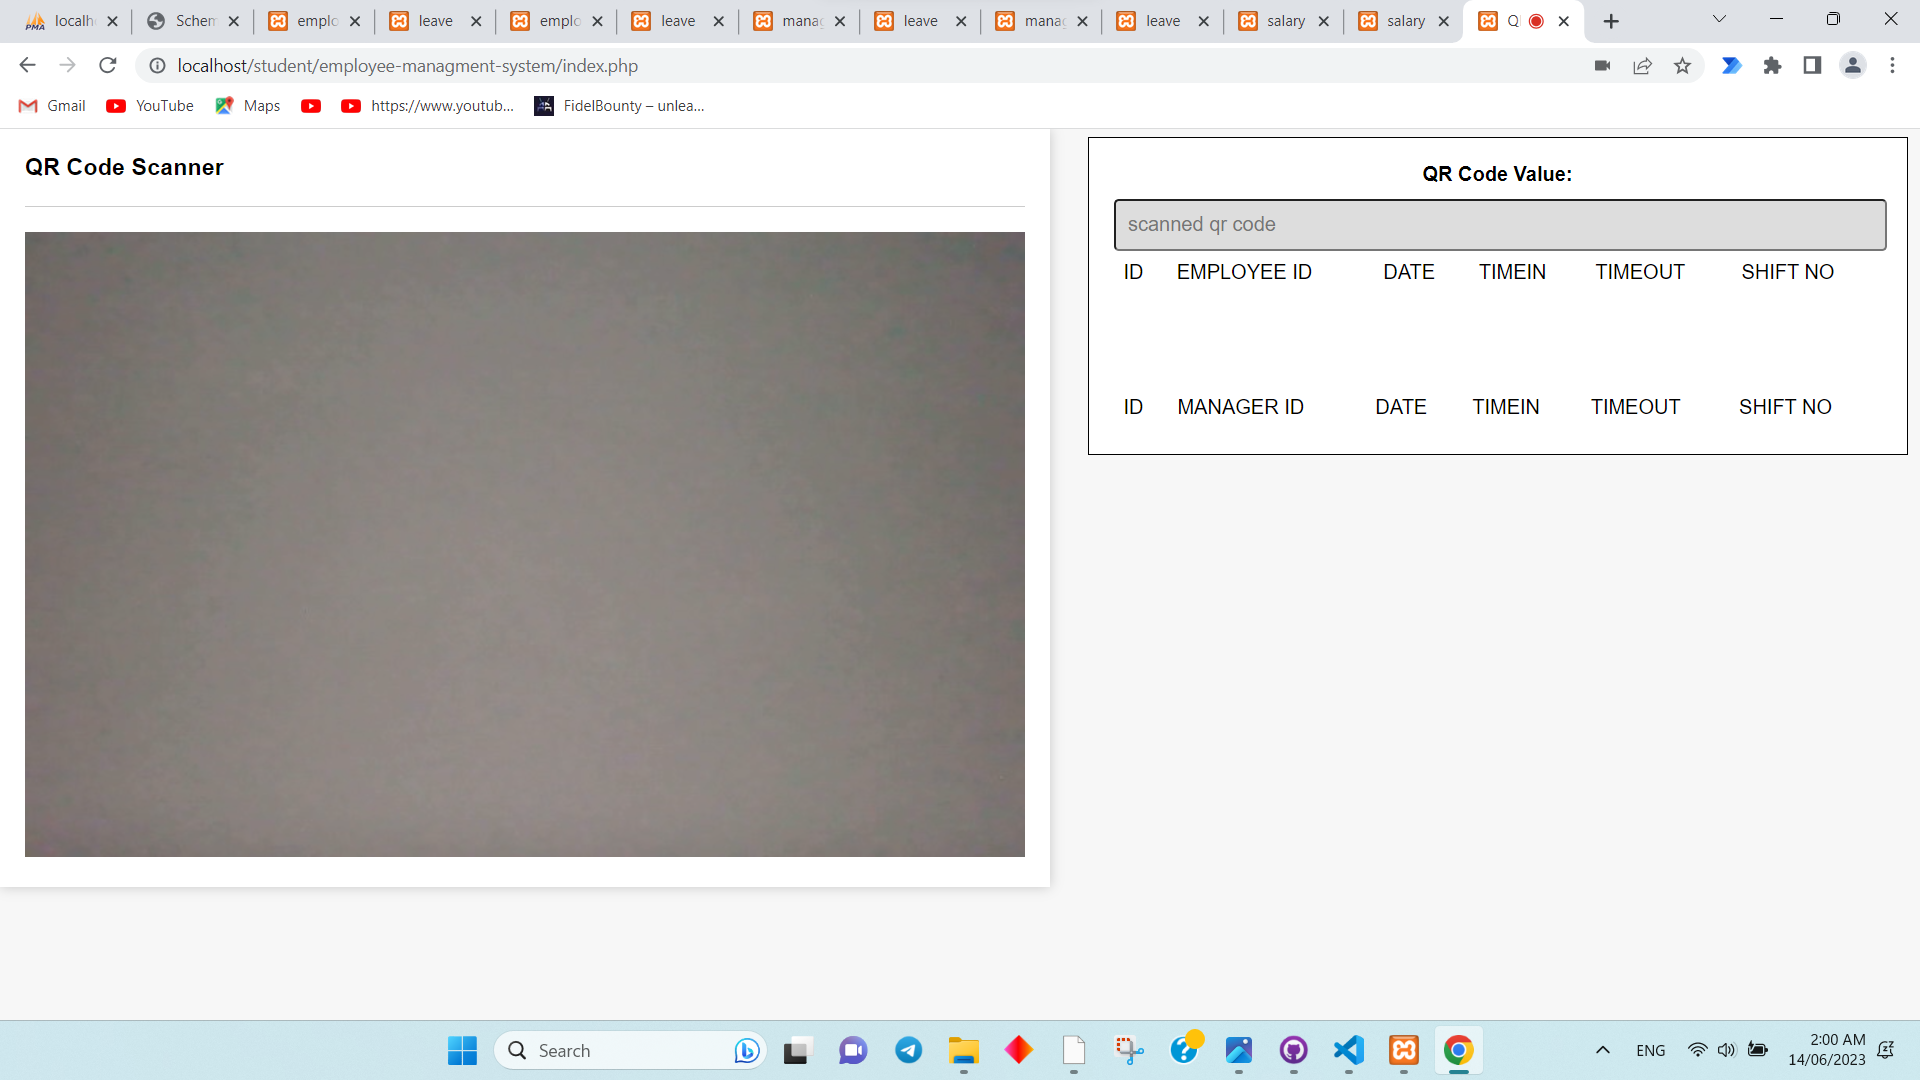 localh
Schem
emplo
leave
emplo
leave
manag
leave
manag
leave
salary
salary
Q
localhost/student/employee-managment-system/index.php
Gmail
YouTube
Maps
https://www.youtub...
FidelBounty – unlea...
QR Code Scanner
QR Code Value:
scanned qr code
ID EMPLOYEE ID DATE TIMEIN TIMEOUT SHIFT NO
ID MANAGER ID DATE TIMEIN TIMEOUT SHIFT NO
Search
ENG
2:00 AM
14/06/2023